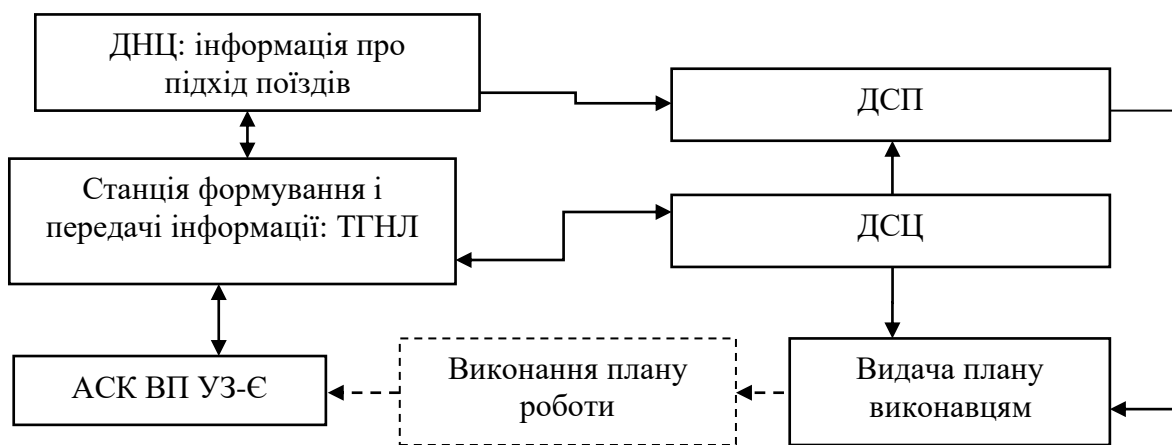 ДНЦ: інформація про
підхід поїздів
ДСП
Станція формування і
передачі інформації: ТГНЛ
ДСЦ
АСК ВП УЗ-Є
Виконання плану
роботи
Видача плану
виконавцям